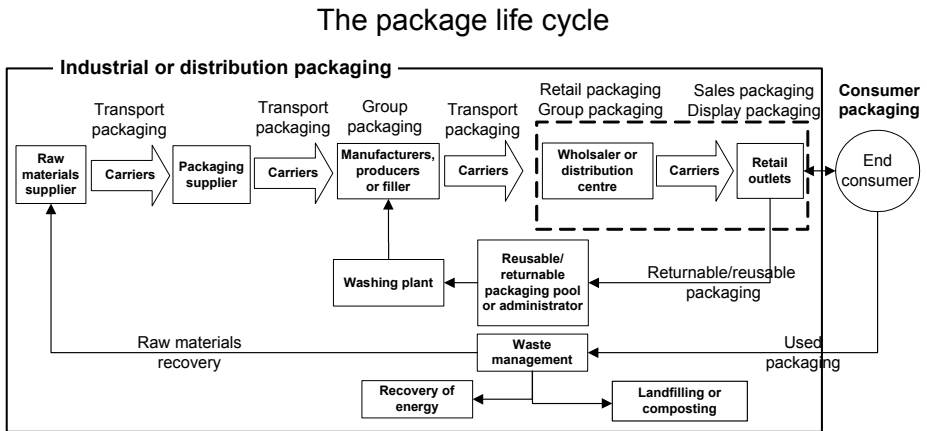 The package life cycle
Industrial or distribution packaging
Retail packaging
Group packaging
Sales packaging
Display packaging
Consumer
packaging
Transport
packaging
Transport
packaging
Group
packaging
Transport
packaging
Raw
materials
supplier
Carriers
Packaging
supplier
Carriers
Manufacturers,
producers
or filler
Carriers
Wholsaler or
distribution
centre
Carriers
Retail
outlets
End
consumer
Washing plant
Reusable/
returnable
packaging pool
or administrator
Returnable/reusable
packaging
Raw materials
recovery
Waste
management
Used
packaging
Recovery of
energy
Landfilling or
composting